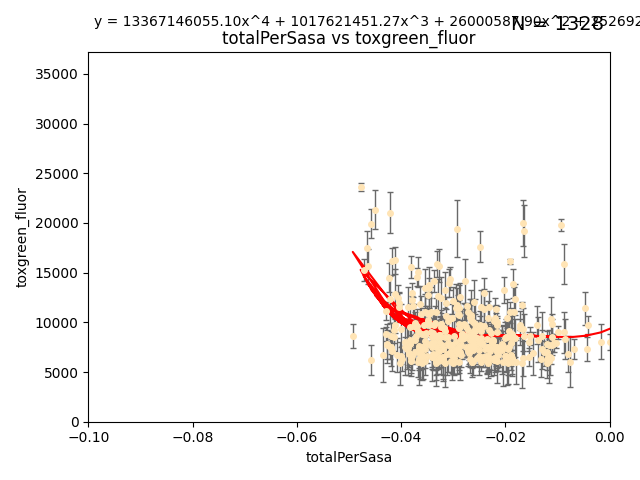 y = 13367146055.10x^4 + 1017621451.27x^3 +
N = 1328
totalPerSasa vs toxgreen_fluor
35000
30000
25000
20000
15000
10000
5000
0
toxgreen_fluor
−0.10
−0.08
−0.06
−0.04
−0.02
0.00
totalPerSasa